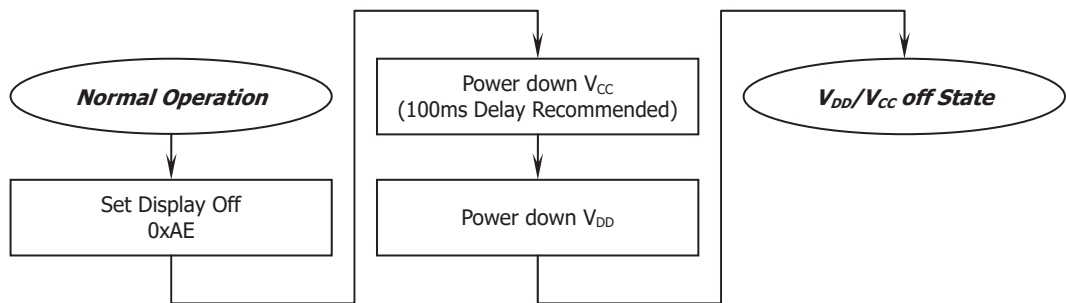 Normal Operation
Set Display Off
0xAE
Power down VCC
(100ms Delay Recommended)
Power down VDD
VDD/VCC off State